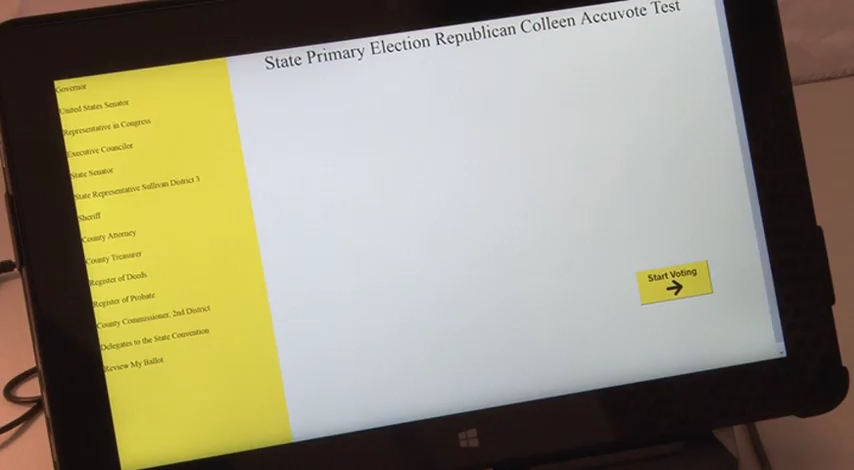 State Primary Election Republican Colleen Accuvote Test
Governor
United States Senator
Representative in Congress
Executive Councilor
State Senator
State Representative Sullivan District 3
Sheriff
County Attorney
County Treasurer
Register of Deeds
Register of Probate
County Commissioner, 2nd District
Delegates to the State Convention
Review My Ballot
Start Voting